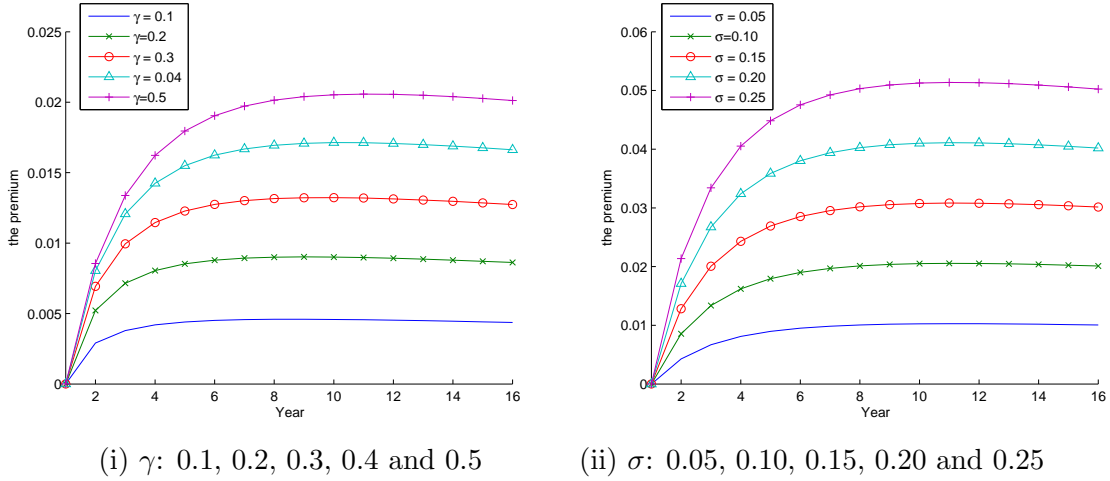 0.025
0.02
0.015
0.01
0.005
0
the premium
γ = 0.1
γ=0.2
γ = 0.3
γ = 0.04
γ=0.5
2 4 6 8 10 12 14 16
Year
(i) γ: 0.1, 0.2, 0.3, 0.4 and 0.5
0.06
0.05
0.04
0.03
0.02
0.01
0
the premium
σ = 0.05
σ=0.10
σ = 0.15
σ = 0.20
σ = 0.25
2 4 6 8 10 12 14 16
Year
(ii) σ: 0.05, 0.10, 0.15, 0.20 and 0.25